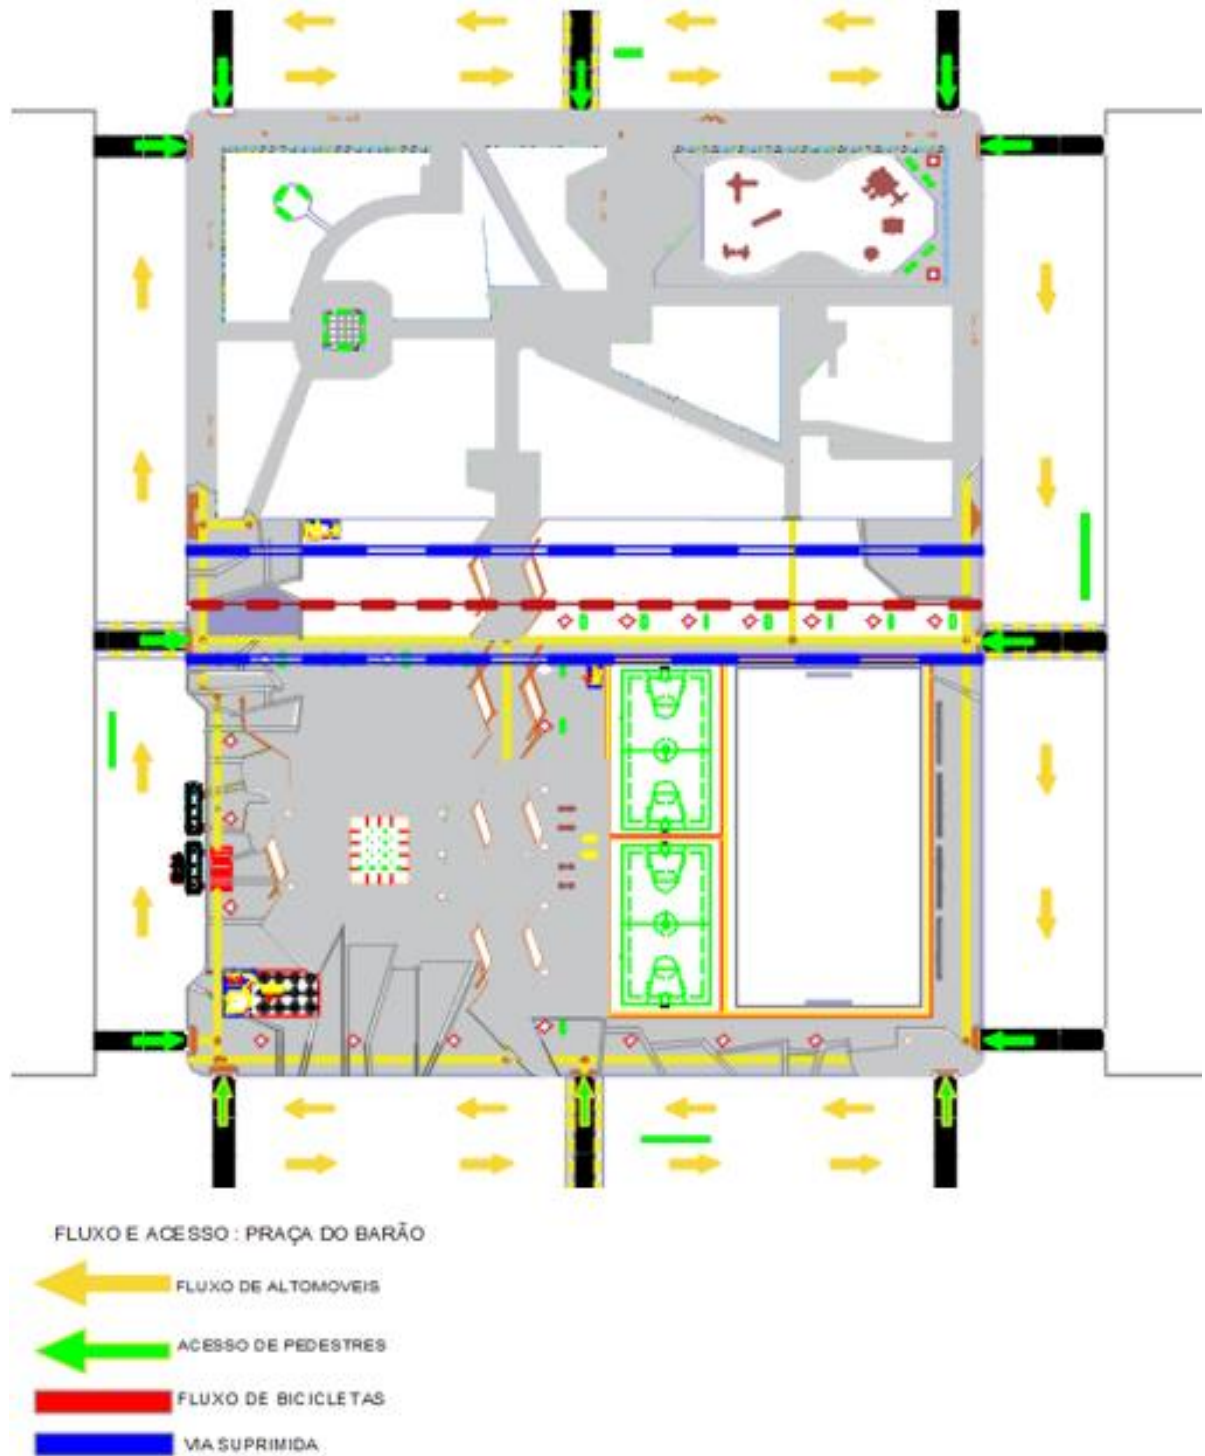 FLUXO E ACESSO : PRAÇA DO BARÃO
FLUXO DE ALTOMOVEIS
ACESSO DE PEDESTRES
FLUXO DE BICICLETAS
VIA SUPRIMIDA